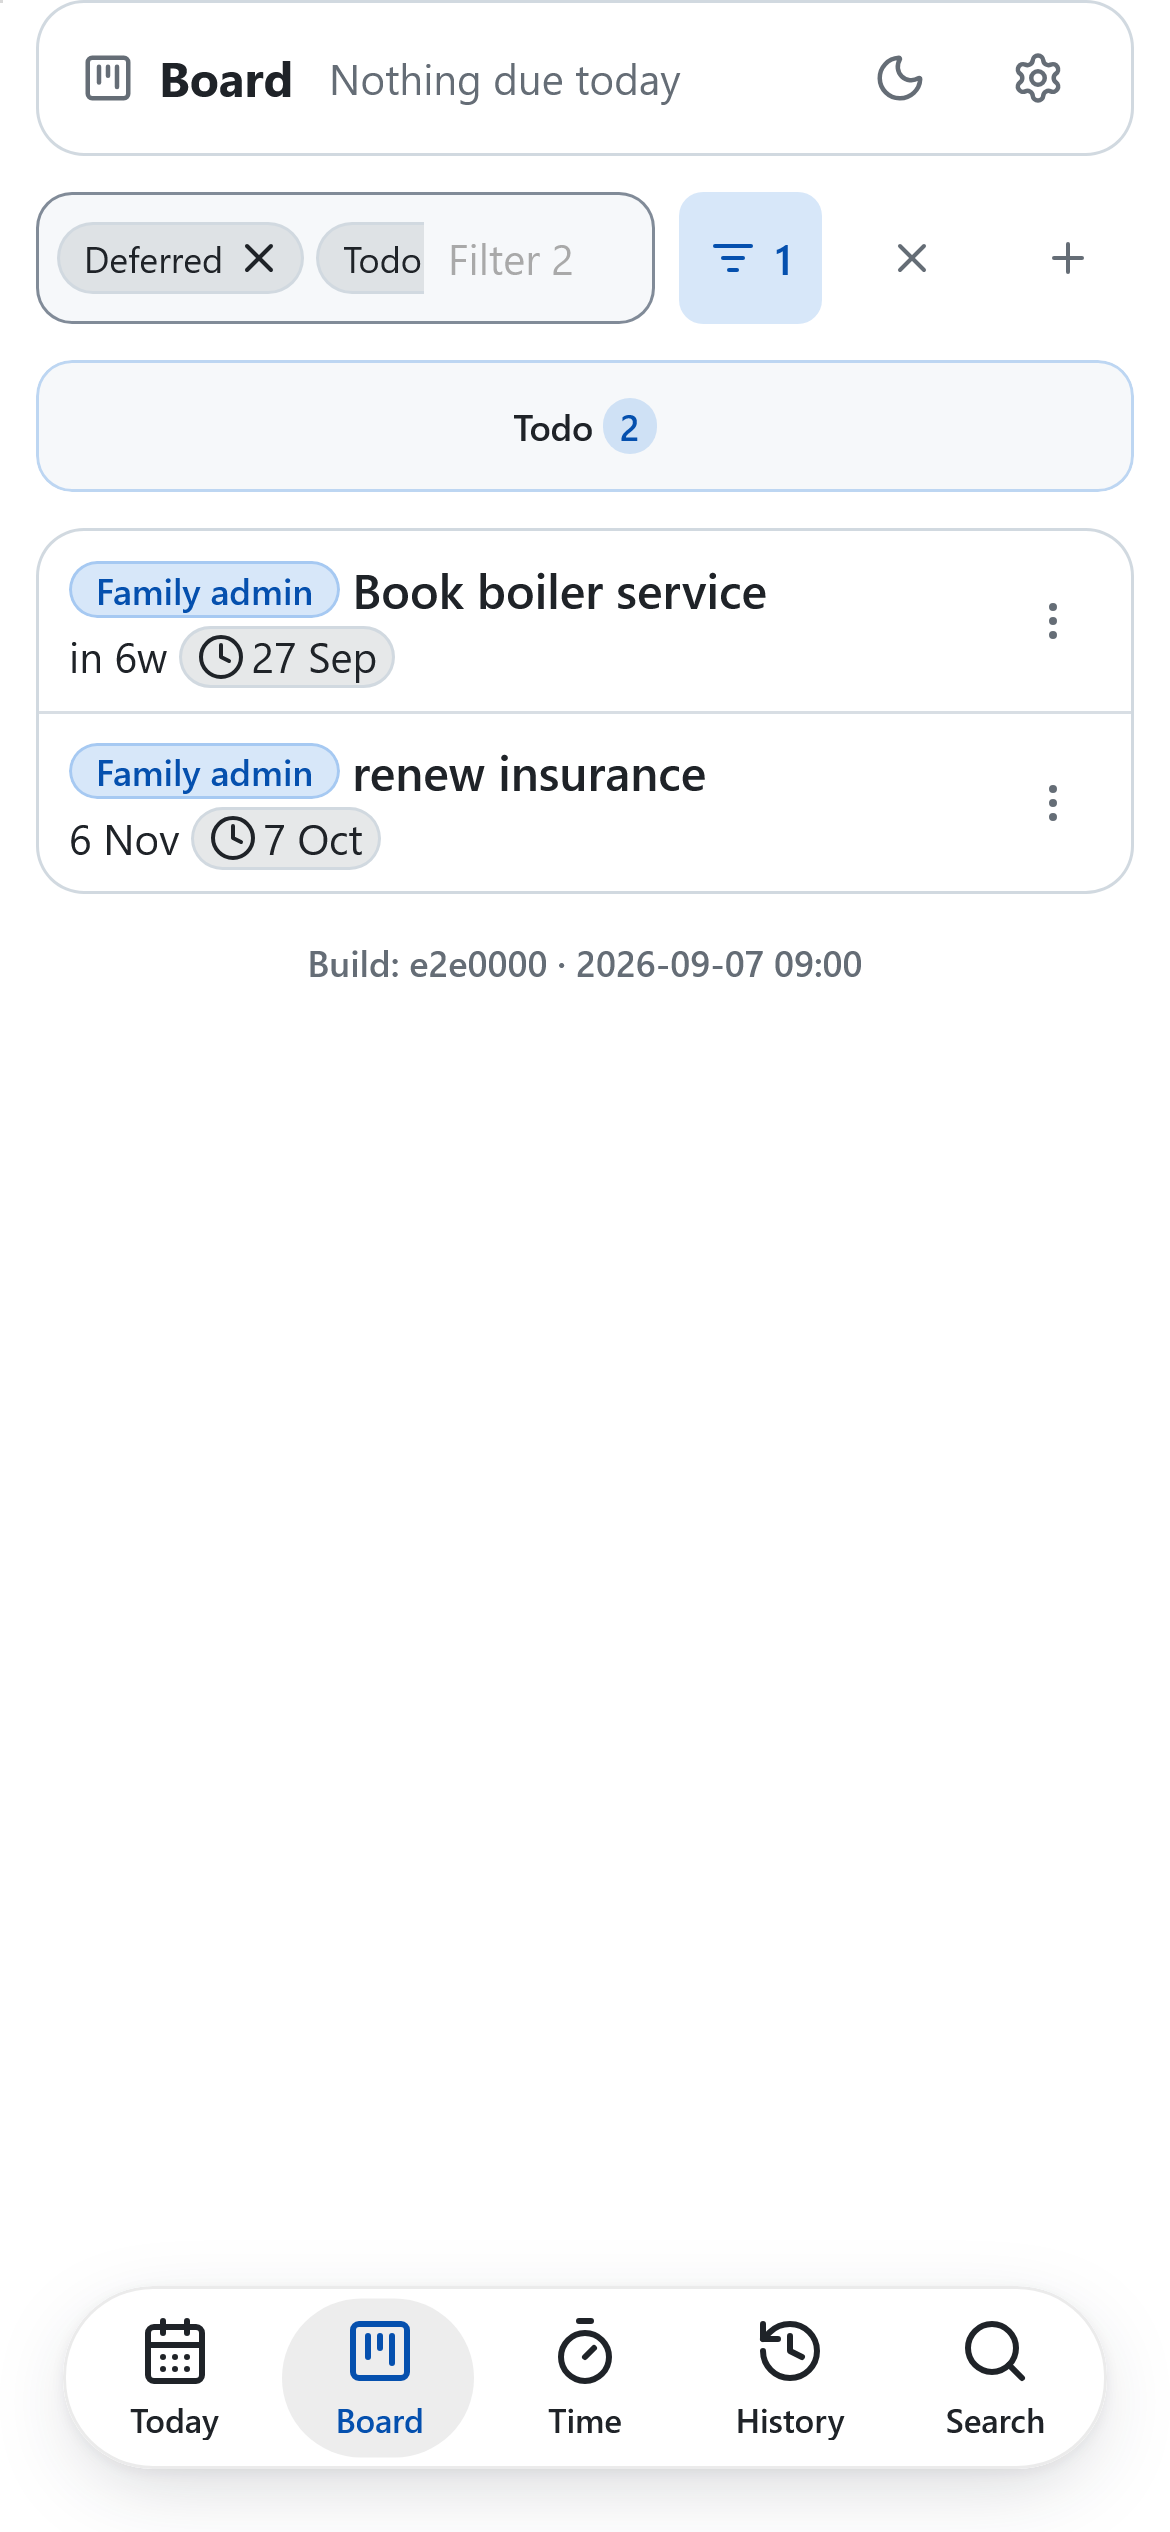 Board Nothing due today
Deferred Todo Filter 2 1
Todo 2
Family admin Book boiler service
in 6w 27 Sep
Family admin renew insurance
6 Nov 7 Oct
Build: e2e0000 · 2026-09-07 09:00
Today Board Time History Search